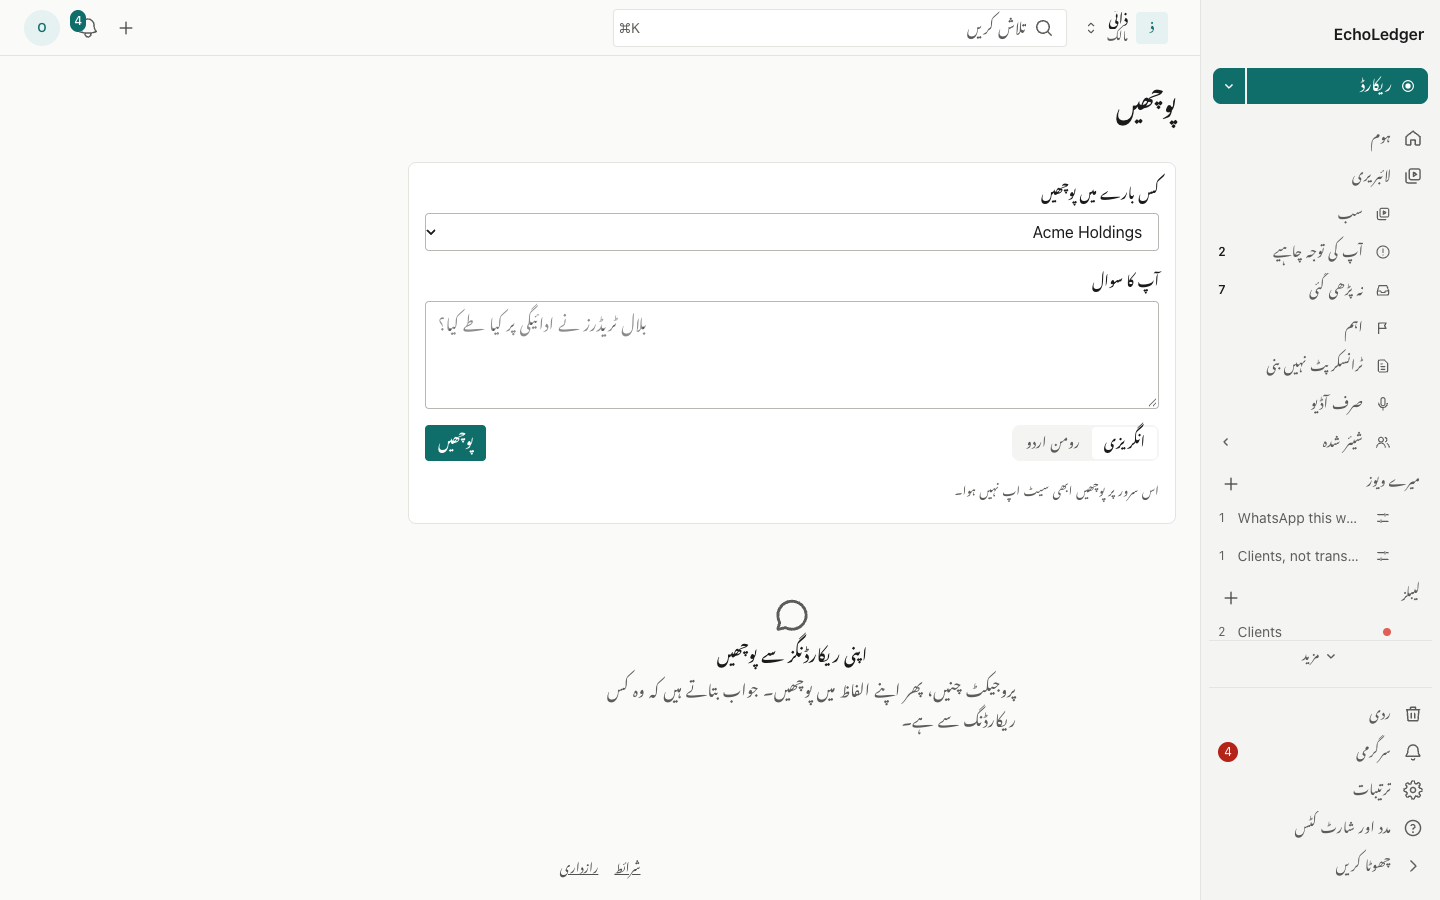 EchoLedger
ریکارڈ
ہوم
لائبریری
سب
آپ کی توجہ چاہیے 2
نہ پڑھی گئی 7
اہم
ٹرانسکرپٹ نہیں بنی
صرف آڈیو
شیئر شدہ
میرے ویوز
WhatsApp this w… 1
Clients, not trans… 1
لیبلز
Clients 2
مزید
ردی
سرگرمی 4
ترتیبات
مدد اور شارٹ کٹس
چھوٹا کریں
ذ
ذاتی
مالک
تلاش کریں ⌘K
4
O
پوچھیں
کس بارے میں پوچھیں
Acme Holdings
آپ کا سوال
بلال ٹریڈرز نے ادائیگی پر کیا طے کیا؟
انگریزی رومن اردو
پوچھیں
اس سرور پر پوچھیں ابھی سیٹ اپ نہیں ہوا۔
اپنی ریکارڈنگز سے پوچھیں
پروجیکٹ چنیں، پھر اپنے الفاظ میں پوچھیں۔ جواب بتاتے ہیں کہ وہ کس
ریکارڈنگ سے ہے۔
شرائط رازداری